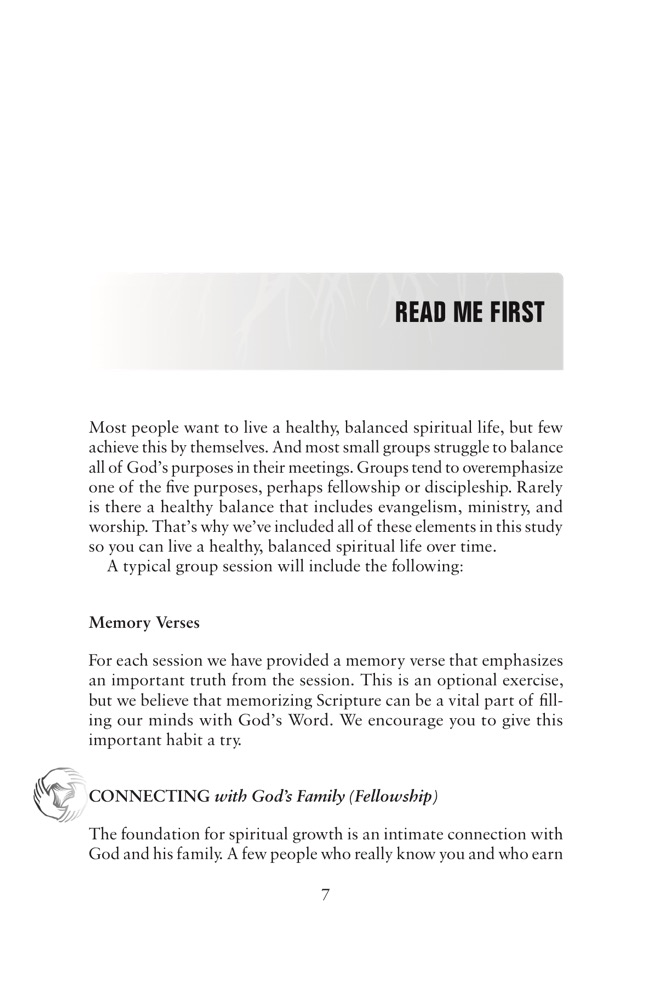 READ ME FIRST
Most people want to live a healthy, balanced spiritual life, but few
achieve this by themselves. And most small groups struggle to balance
all of God’s purposes in their meetings. Groups tend to overemphasize
one of the five purposes, perhaps fellowship or discipleship. Rarely
is there a healthy balance that includes evangelism, ministry, and
worship. That’s why we’ve included all of these elements in this study
so you can live a healthy, balanced spiritual life over time.
A typical group session will include the following:
Memory Verses
For each session we have provided a memory verse that emphasizes
an important truth from the session. This is an optional exercise,
but we believe that memorizing Scripture can be a vital part of fill-
ing our minds with God’s Word. We encourage you to give this
important habit a try.
CONNECTING with God’s Family (Fellowship)
The foundation for spiritual growth is an intimate connection with
God and his family. A few people who really know you and who earn
7